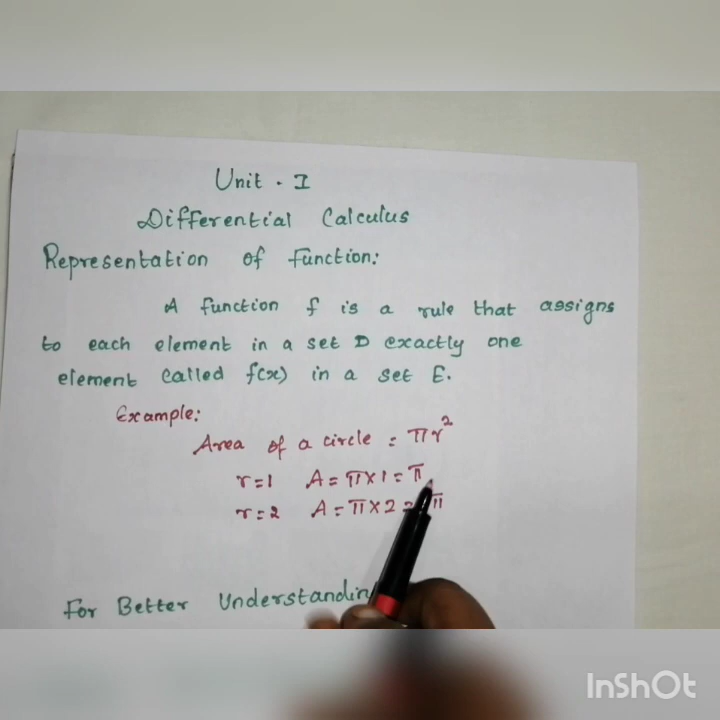 Unit - I
Differential Calculus
Representation of Function:
A function f is a rule that assigns
to each element in a set D exactly one
element called f(x) in a set E.
Example:
Area of a circle = πr²
r=1 A = π×1 = π
r=2 A = π×2 = π
For Better Understanding
InShOt